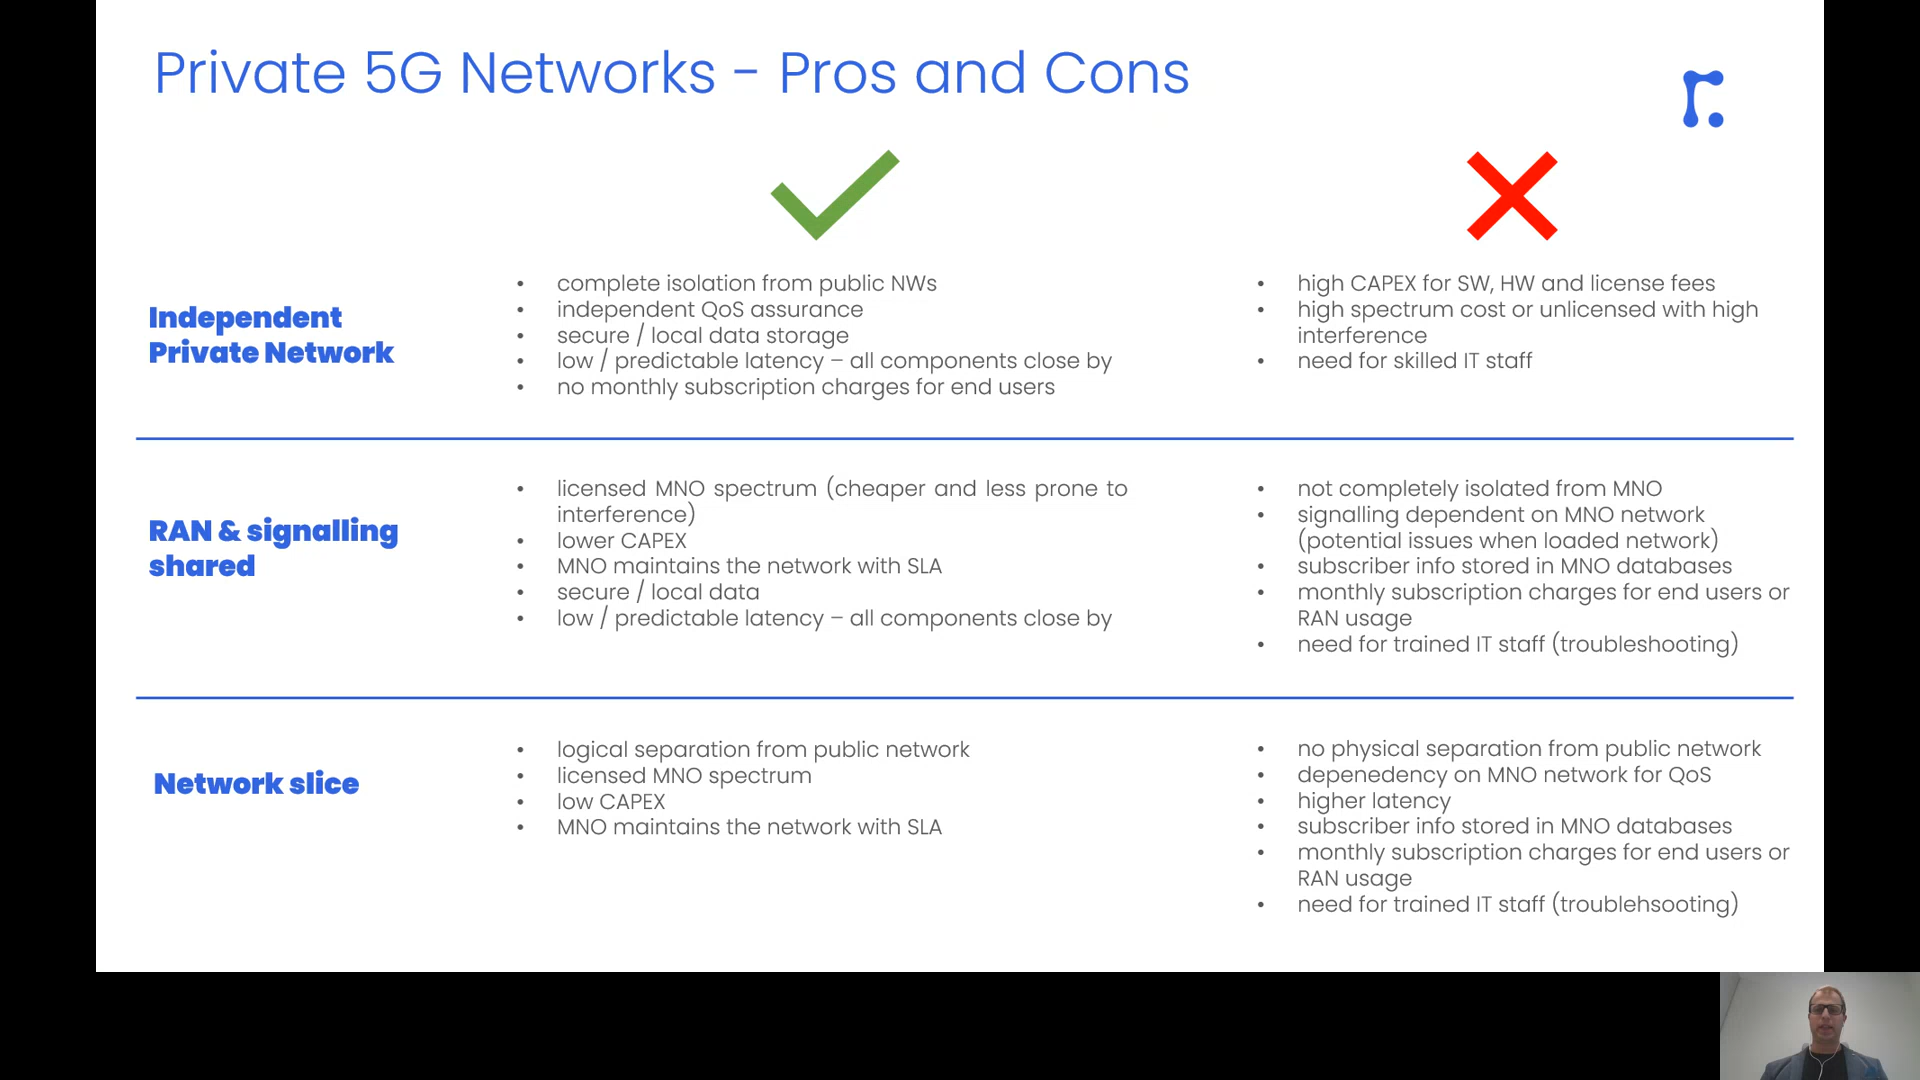 Private 5G Networks - Pros and Cons
Independent
Private Network
• complete isolation from public NWs
• independent QoS assurance
• secure / local data storage
• low / predictable latency – all components close by
• no monthly subscription charges for end users
• high CAPEX for SW, HW and license fees
• high spectrum cost or unlicensed with high
interference
• need for skilled IT staff
RAN & signalling
shared
• licensed MNO spectrum (cheaper and less prone to
interference)
• lower CAPEX
• MNO maintains the network with SLA
• secure / local data
• low / predictable latency – all components close by
• not completely isolated from MNO
• signalling dependent on MNO network
(potential issues when loaded network)
• subscriber info stored in MNO databases
• monthly subscription charges for end users or
RAN usage
• need for trained IT staff (troubleshooting)
Network slice
• logical separation from public network
• licensed MNO spectrum
• low CAPEX
• MNO maintains the network with SLA
• no physical separation from public network
• depenedency on MNO network for QoS
• higher latency
• subscriber info stored in MNO databases
• monthly subscription charges for end users or
RAN usage
• need for trained IT staff (troublehsooting)